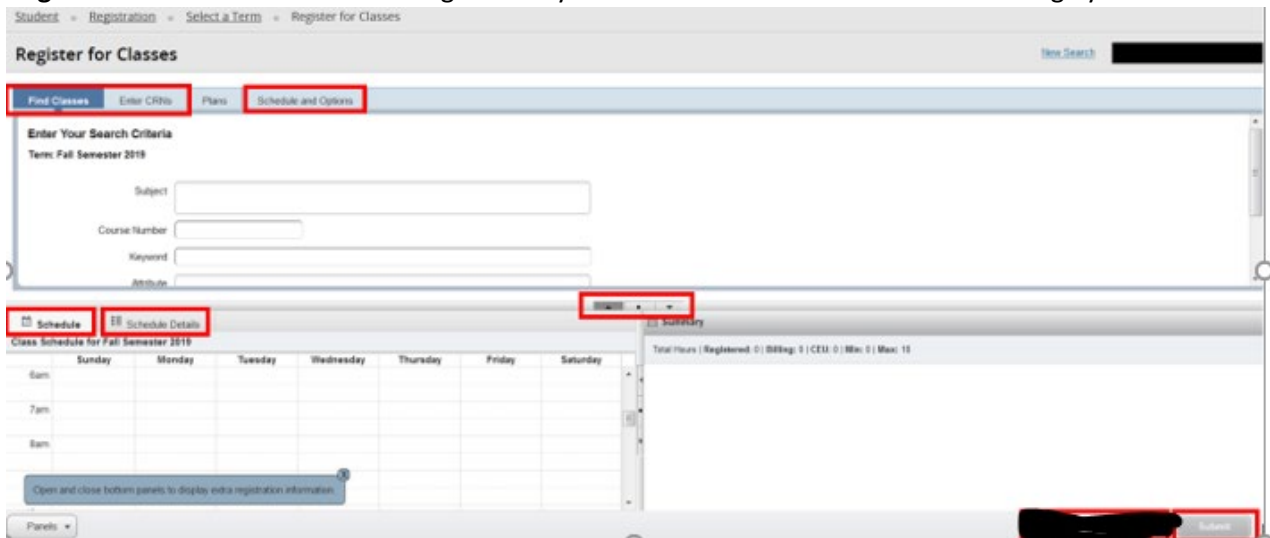 Student Registration Select a Term Register for Classes
Register for Classes
New Search
Find Classes Enter CRNs Plans Schedule and Options
Enter Your Search Criteria
Term: Fall Semester 2019
Subject
Course Number
Keyword
Attribute
Schedule Schedule Details
Summary
Class Schedule for Fall Semester 2019
Total Hours | Registered: 0 | Billing: 0 | CEU: 0 | Min: 0 | Max: 18
Sunday Monday Tuesday Wednesday Thursday Friday Saturday
6am
7am
8am
Open and close bottom panels to display extra registration information.
Panels
Submit